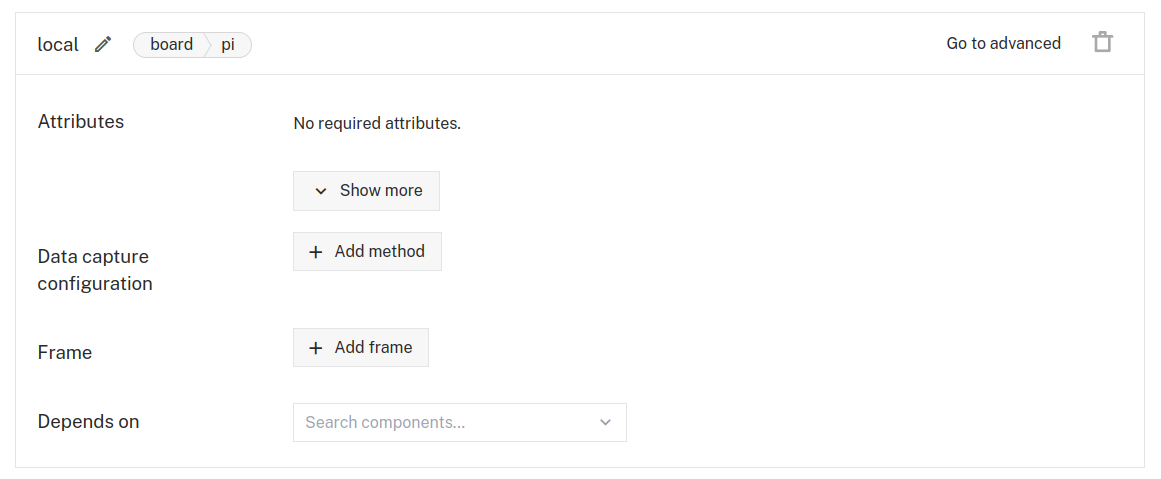 local board pi Go to advanced
Attributes No required attributes.
Show more
Data capture
configuration
Add method
Frame Add frame
Depends on Search components...